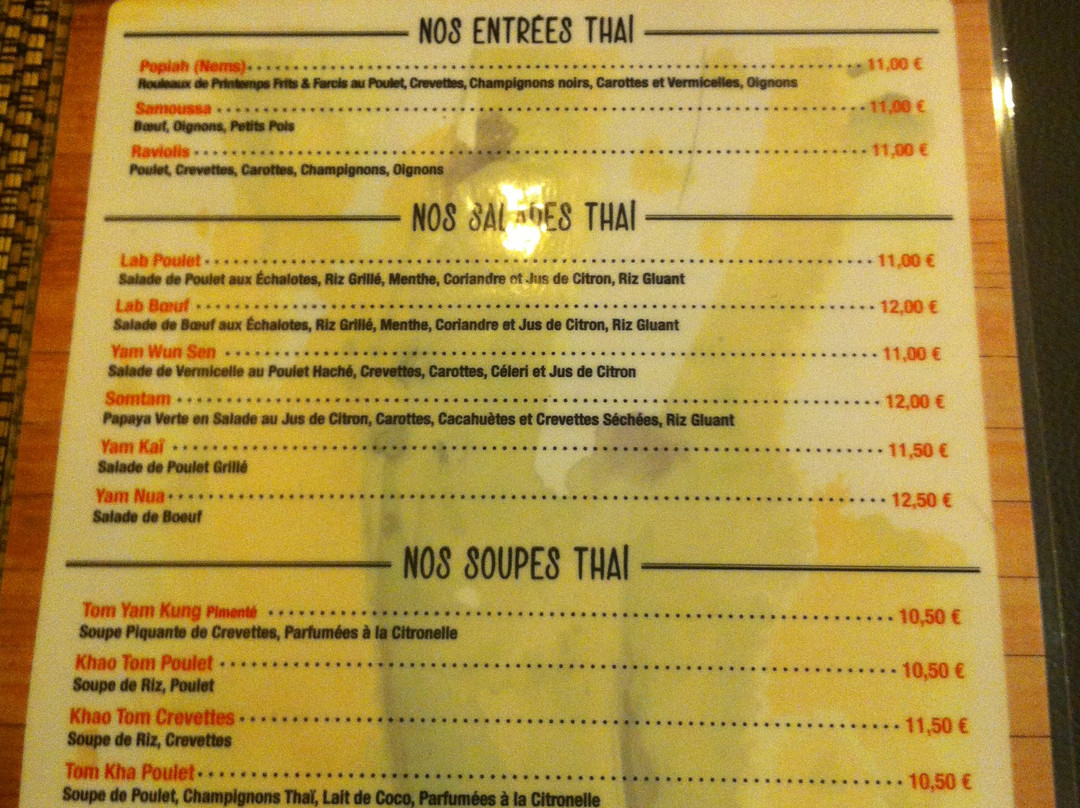 NOS ENTRÉES THAÏ
Popiah (Nems) 11,00 €
Rouleaux de Printemps Frits & Farcis au Poulet, Crevettes, Champignons noirs, Carottes et Vermicelles, Oignons
Samoussa 11,00 €
Bœuf, Oignons, Petits Pois
Raviolis 11,00 €
Poulet, Crevettes, Carottes, Champignons, Oignons
NOS SALADES THAÏ
Lab Poulet 11,00 €
Salade de Poulet aux Échalotes, Riz Grillé, Menthe, Coriandre et Jus de Citron, Riz Gluant
Lab Bœuf 12,00 €
Salade de Bœuf aux Échalotes, Riz Grillé, Menthe, Coriandre et Jus de Citron, Riz Gluant
Yam Wun Sen 11,00 €
Salade de Vermicelle au Poulet Haché, Crevettes, Carottes, Céleri et Jus de Citron
Somtam 12,00 €
Papaya Verte en Salade au Jus de Citron, Carottes, Cacahuètes et Crevettes Séchées, Riz Gluant
Yam Kaï 11,50 €
Salade de Poulet Grillé
Yam Nua 12,50 €
Salade de Boeuf
NOS SOUPES THAÏ
Tom Yam Kung Pimenté 10,50 €
Soupe Piquante de Crevettes, Parfumées à la Citronelle
Khao Tom Poulet 10,50 €
Soupe de Riz, Poulet
Khao Tom Crevettes 11,50 €
Soupe de Riz, Crevettes
Tom Kha Poulet 10,50 €
Soupe de Poulet, Champignons Thaï, Lait de Coco, Parfumées à la Citronelle